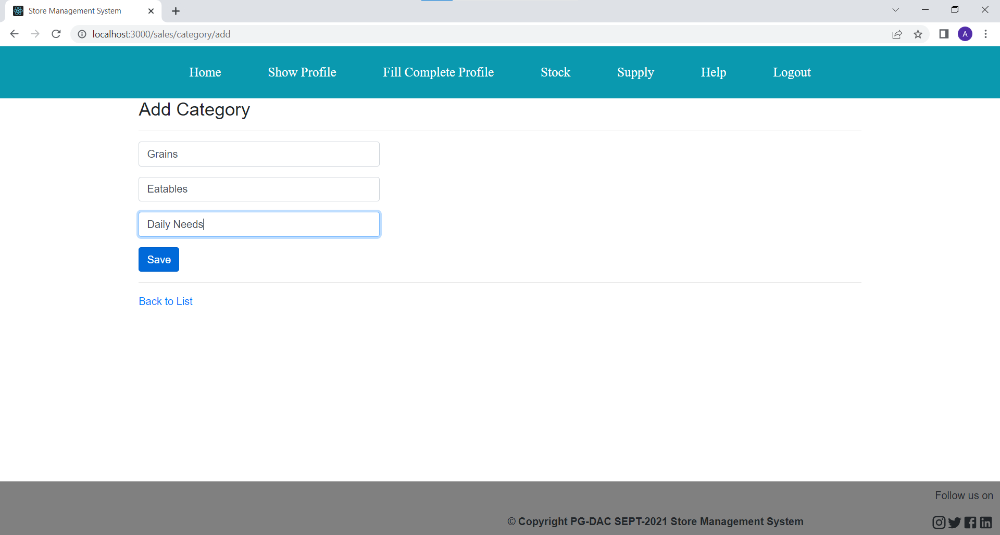 Store Management System
localhost:3000/sales/category/add
A
Home Show Profile Fill Complete Profile Stock Supply Help Logout
Add Category
Grains
Eatables
Daily Needs
Save
Back to List
Follow us on
© Copyright PG-DAC SEPT-2021 Store Management System